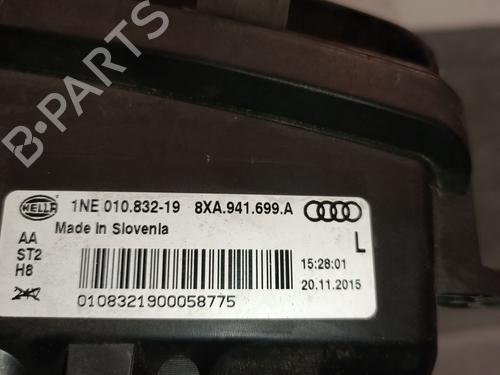 B-PARTS
HELLA 1NE 010.832-19 8XA.941.699.A
Made in Slovenia
L
AA
ST2
H8
15:28:01
20.11.2015
0108321900058775